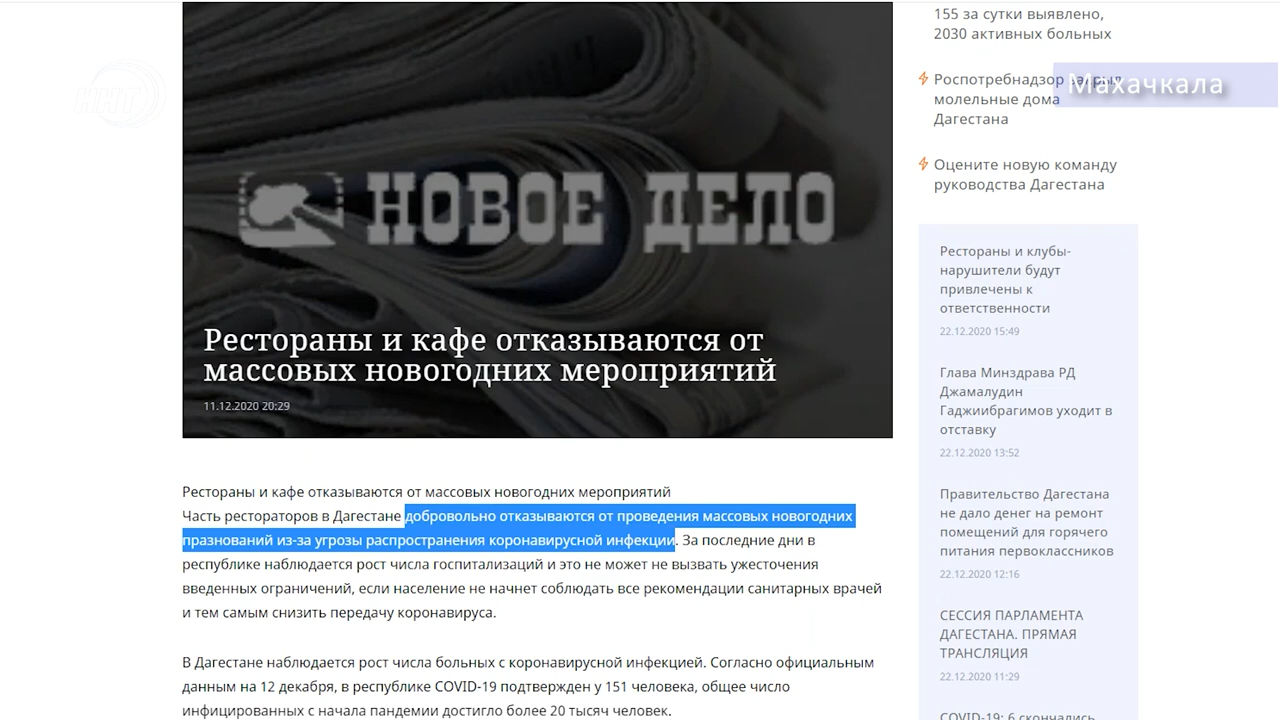 ННТ
НОВОЕ ДЕЛО
Рестораны и кафе отказываются от
массовых новогодних мероприятий
11.12.2020 20:29
Рестораны и кафе отказываются от массовых новогодних мероприятий
Часть рестораторов в Дагестане добровольно отказываются от проведения массовых новогодних
празднований из-за угрозы распространения коронавирусной инфекции. За последние дни в
республике наблюдается рост числа госпитализаций и это не может не вызвать ужесточения
введенных ограничений, если население не начнет соблюдать все рекомендации санитарных врачей
и тем самым снизить передачу коронавируса.
В Дагестане наблюдается рост числа больных с коронавирусной инфекцией. Согласно официальным
данным на 12 декабря, в республике COVID-19 подтвержден у 151 человека, общее число
инфицированных с начала пандемии достигло более 20 тысяч человек.
155 за сутки выявлено,
2030 активных больных
Роспотребнадзор
Махачкала
молельные дома
Дагестана
Оцените новую команду
руководства Дагестана
Рестораны и клубы-
нарушители будут
привлечены к
ответственности
22.12.2020 15:49
Глава Минздрава РД
Джамалудин
Гаджиибрагимов уходит в
отставку
22.12.2020 13:52
Правительство Дагестана
не дало денег на ремонт
помещений для горячего
питания первоклассников
22.12.2020 12:16
СЕССИЯ ПАРЛАМЕНТА
ДАГЕСТАНА. ПРЯМАЯ
ТРАНСЛЯЦИЯ
22.12.2020 11:29
COVID-19: 6 скончались